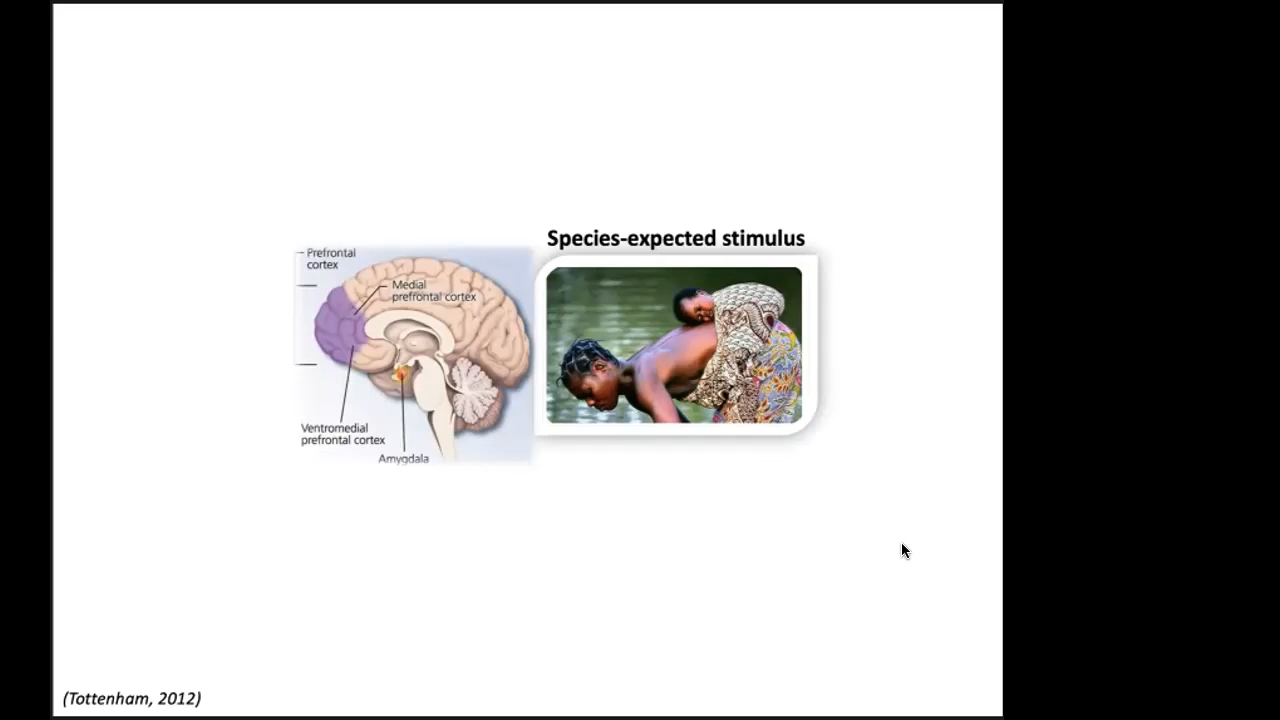 Species-expected stimulus
Prefrontal
cortex
Medial
prefrontal cortex
Ventromedial
prefrontal cortex
Amygdala
(Tottenham, 2012)